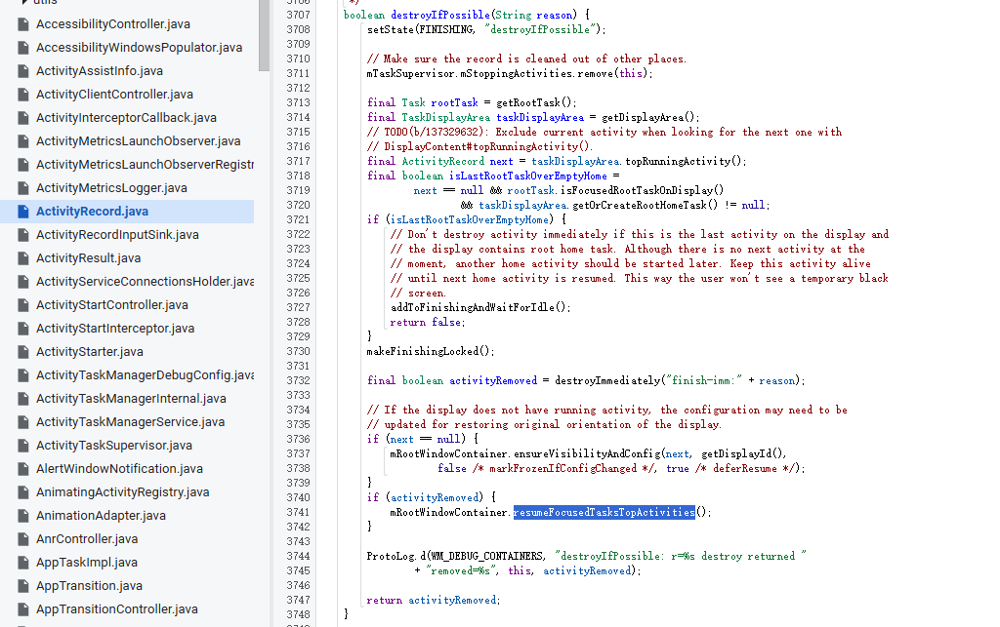 utils
AccessibilityController.java
AccessibilityWindowsPopulator.java
ActivityAssistInfo.java
ActivityClientController.java
ActivityInterceptorCallback.java
ActivityMetricsLaunchObserver.java
ActivityMetricsLaunchObserverRegistr
ActivityMetricsLogger.java
ActivityRecord.java
ActivityRecordInputSink.java
ActivityResult.java
ActivityServiceConnectionsHolder.java
ActivityStartController.java
ActivityStartInterceptor.java
ActivityStarter.java
ActivityTaskManagerDebugConfig.java
ActivityTaskManagerInternal.java
ActivityTaskManagerService.java
ActivityTaskSupervisor.java
AlertWindowNotification.java
AnimatingActivityRegistry.java
AnimationAdapter.java
AnrController.java
AppTaskImpl.java
AppTransition.java
AppTransitionController.java
3706 */
3707 boolean destroyIfPossible(String reason) {
3708 setState(FINISHING, "destroyIfPossible");
3709
3710 // Make sure the record is cleaned out of other places.
3711 mTaskSupervisor.mStoppingActivities.remove(this);
3712
3713 final Task rootTask = getRootTask();
3714 final TaskDisplayArea taskDisplayArea = getDisplayArea();
3715 // TODO(b/137329632): Exclude current activity when looking for the next one with
3716 // DisplayContent#topRunningActivity().
3717 final ActivityRecord next = taskDisplayArea.topRunningActivity();
3718 final boolean isLastRootTaskOverEmptyHome =
3719 next == null && rootTask.isFocusedRootTaskOnDisplay()
3720 && taskDisplayArea.getOrCreateRootHomeTask() != null;
3721 if (isLastRootTaskOverEmptyHome) {
3722 // Don't destroy activity immediately if this is the last activity on the display and
3723 // the display contains root home task. Although there is no next activity at the
3724 // moment, another home activity should be started later. Keep this activity alive
3725 // until next home activity is resumed. This way the user won't see a temporary black
3726 // screen.
3727 addToFinishingAndWaitForIdle();
3728 return false;
3729 }
3730 makeFinishingLocked();
3731
3732 final boolean activityRemoved = destroyImmediately("finish-imm:" + reason);
3733
3734 // If the display does not have running activity, the configuration may need to be
3735 // updated for restoring original orientation of the display.
3736 if (next == null) {
3737 mRootWindowContainer.ensureVisibilityAndConfig(next, getDisplayId(),
3738 false /* markFrozenIfConfigChanged */, true /* deferResume */);
3739 }
3740 if (activityRemoved) {
3741 mRootWindowContainer.resumeFocusedTasksTopActivities();
3742 }
3743
3744 ProtoLog.d(WM_DEBUG_CONTAINERS, "destroyIfPossible: r=%s destroy returned "
3745 + "removed=%s", this, activityRemoved);
3746
3747 return activityRemoved;
3748 }